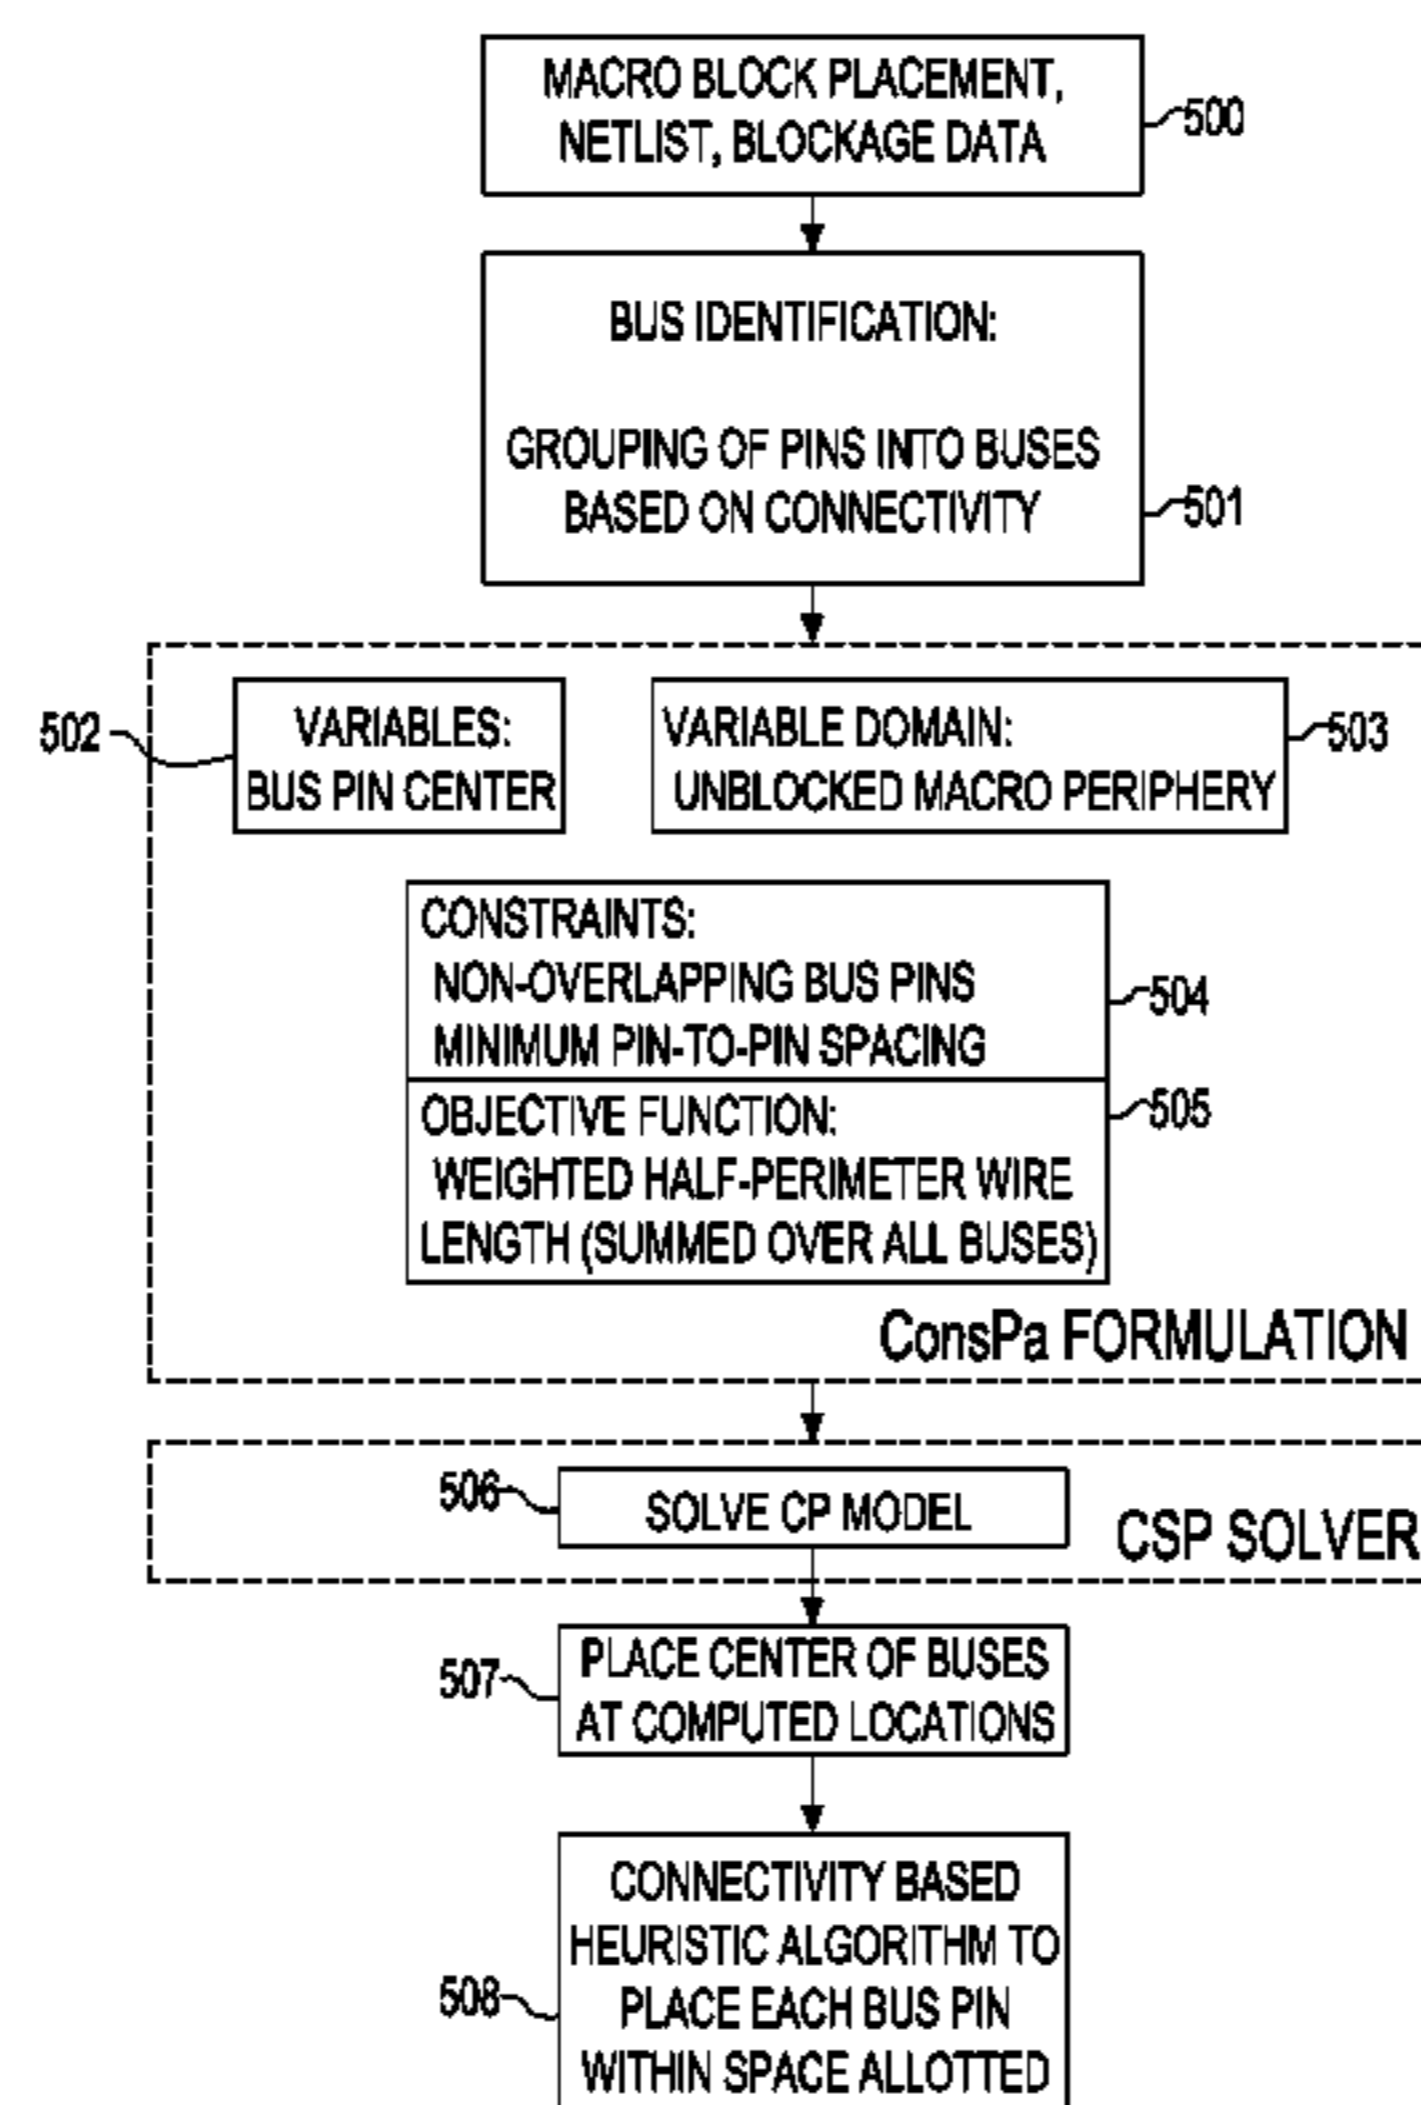 MACRO BLOCK PLACEMENT,
NETLIST, BLOCKAGE DATA
500
BUS IDENTIFICATION:
GROUPING OF PINS INTO BUSES
BASED ON CONNECTIVITY
501
502
VARIABLES:
BUS PIN CENTER
VARIABLE DOMAIN:
UNBLOCKED MACRO PERIPHERY
503
CONSTRAINTS:
NON-OVERLAPPING BUS PINS
MINIMUM PIN-TO-PIN SPACING
504
OBJECTIVE FUNCTION:
WEIGHTED HALF-PERIMETER WIRE
LENGTH (SUMMED OVER ALL BUSES)
505
ConsPa FORMULATION
506
SOLVE CP MODEL
CSP SOLVER
507
PLACE CENTER OF BUSES
AT COMPUTED LOCATIONS
508
CONNECTIVITY BASED
HEURISTIC ALGORITHM TO
PLACE EACH BUS PIN
WITHIN SPACE ALLOTTED